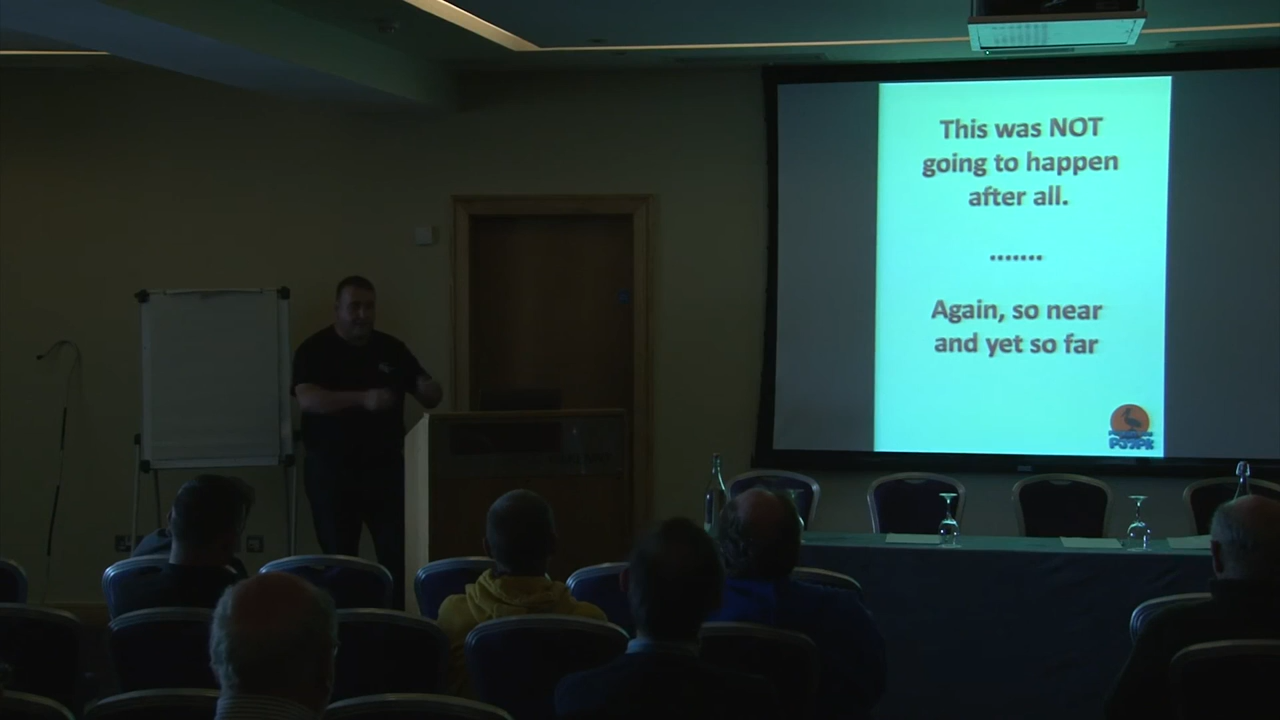 This was NOT
going to happen
after all.
.......
Again, so near
and yet so far